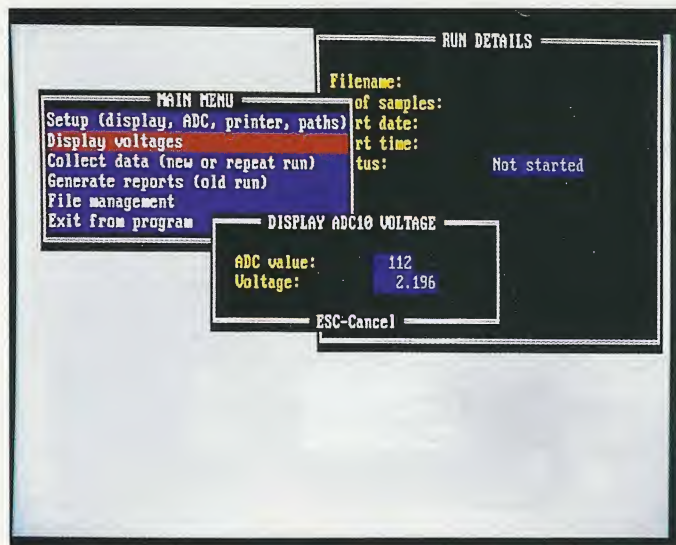 RUN DETAILS
Filename:
of samples:
rt date:
rt time:
tus: Not started
MAIN MENU
Setup (display, ADC, printer, paths)
Display voltages
Collect data (new or repeat run)
Generate reports (old run)
File management
Exit from program
DISPLAY ADC10 VOLTAGE
ADC value: 112
Voltage: 2.196
ESC-Cancel